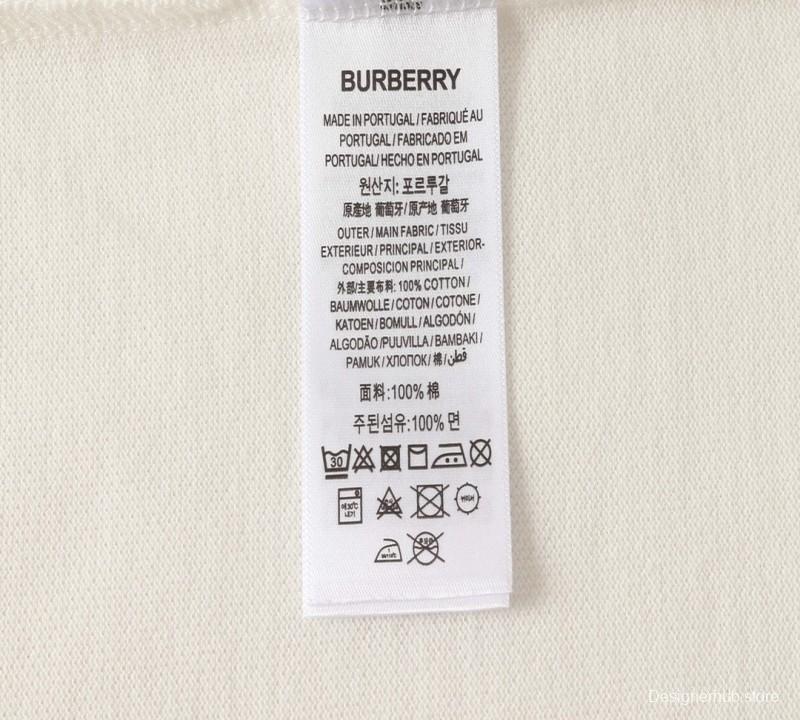 BURBERRY
MADE IN PORTUGAL / FABRIQUÉ AU
PORTUGAL / FABRICADO EM
PORTUGAL/ HECHO EN PORTUGAL
원산지: 포르투갈
原產地 葡萄牙/ 原产地 葡萄牙
OUTER / MAIN FABRIC / TISSU
EXTERIEUR / PRINCIPAL / EXTERIOR-
COMPOSICION PRINCIPAL /
外部/主要布料: 100% COTTON /
BAUMWOLLE / COTON / COTONE /
KATOEN / BOMULL / ALGODÓN /
ALGODÃO /PUUVILLA / BAMBAKI /
PAMUK / ХЛОПОК / 棉 / قطن
面料:100% 棉
주된섬유:100% 면
30
Designerhub.store